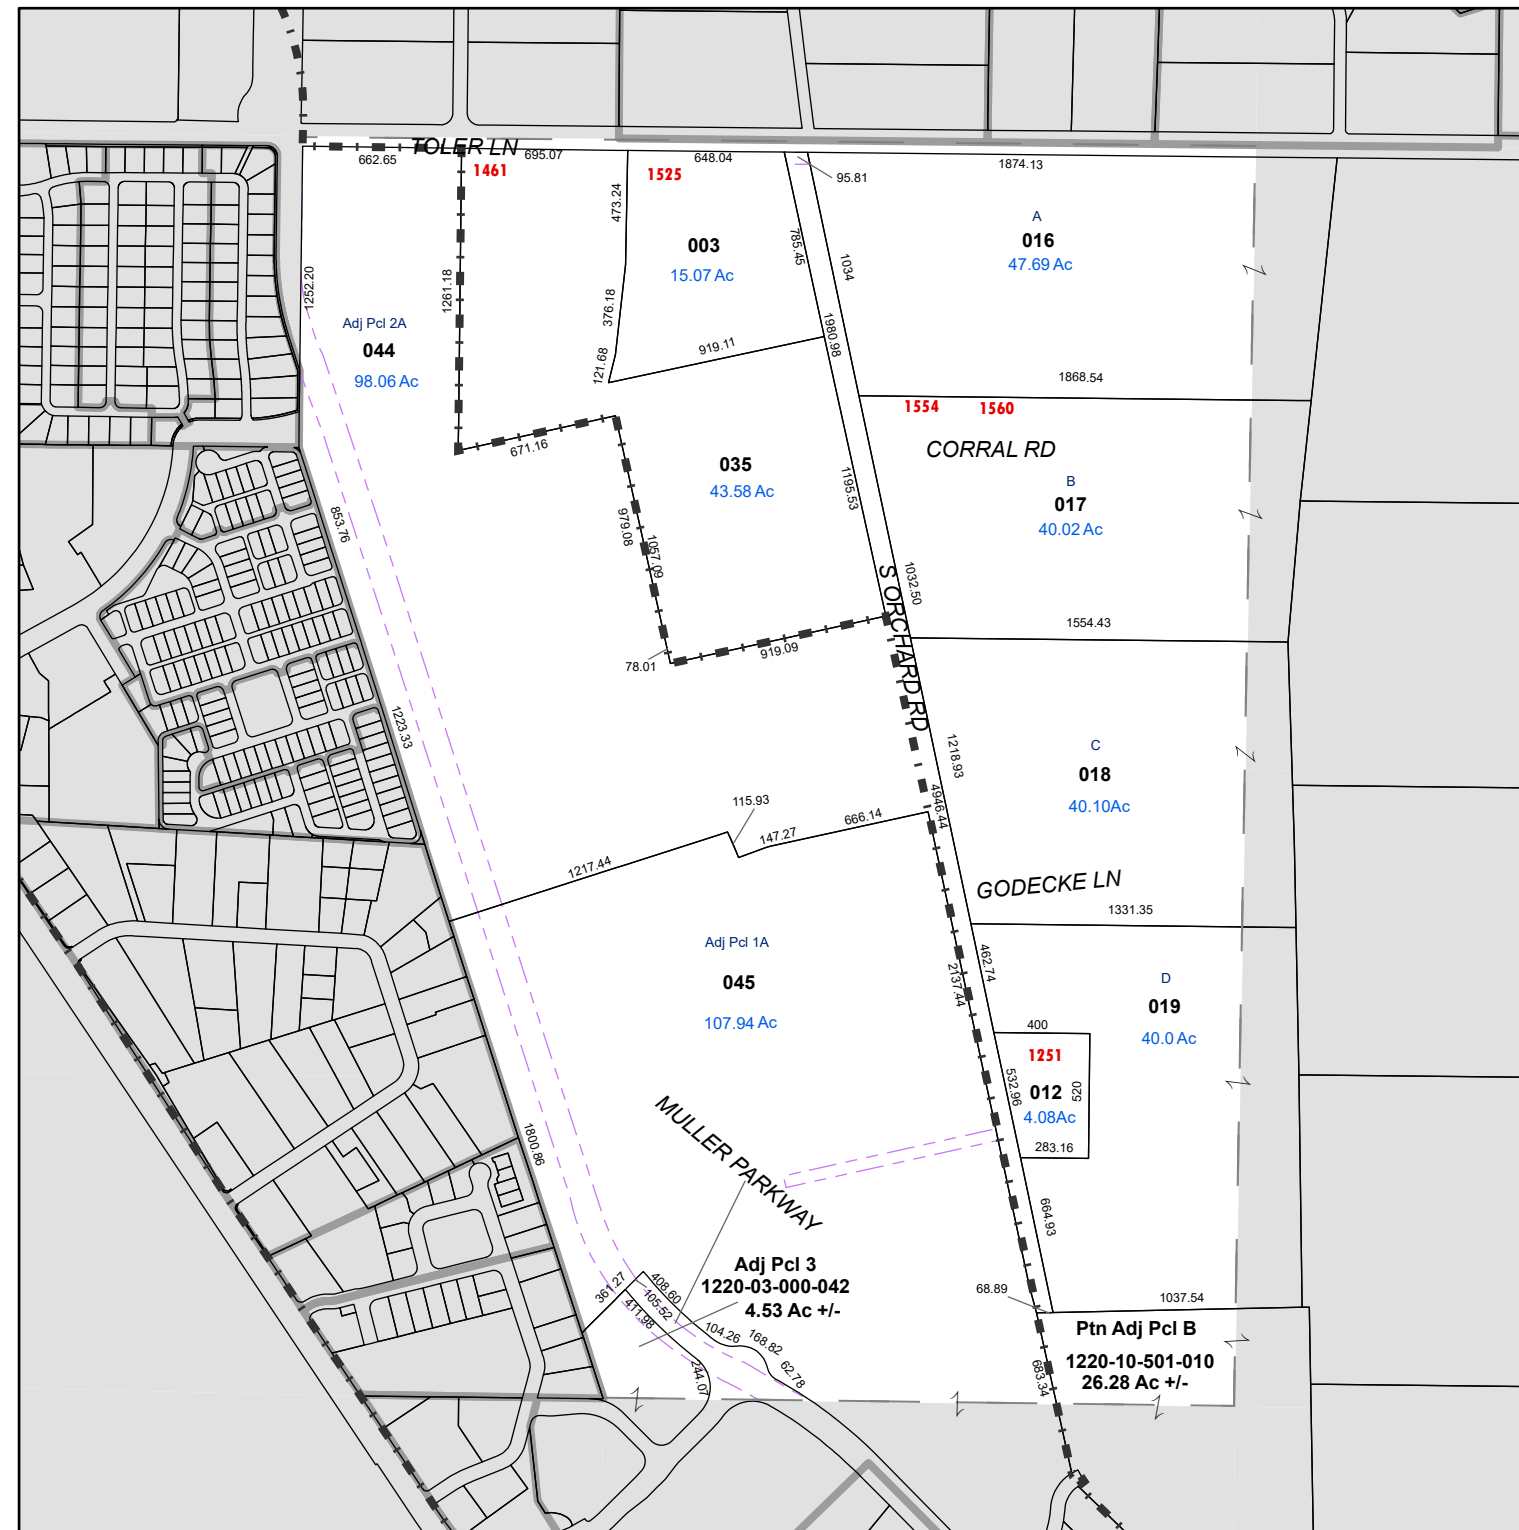 TOLER LN
662.65
695.07
648.04
1874.13
1461
1525
95.81
473.24
785.45
A
016
47.69 Ac
003
15.07 Ac
1034
1252.20
1261.18
376.18
Adj Pcl 2A
044
98.06 Ac
1980.98
919.11
121.68
1868.54
1554
1560
CORRAL RD
671.16
035
43.58 Ac
1195.53
B
017
40.02 Ac
853.76
979.08
1057.09
1032.50
S ORCHARD RD
1554.43
78.01
919.09
1223.33
1218.93
C
018
40.10Ac
4946.44
115.93
147.27
666.14
1217.44
GODECKE LN
1331.35
Adj Pcl 1A
045
107.94 Ac
462.74
2137.44
D
019
40.0 Ac
400
1251
532.96
520
012
4.08Ac
283.16
1800.86
MULLER PARKWAY
664.93
Adj Pcl 3
1220-03-000-042
4.53 Ac +/-
361.27
408.60
105.52
411.98
104.26
168.82
62.78
244.07
68.89
1037.54
Ptn Adj Pcl B
1220-10-501-010
26.28 Ac +/-
683.34